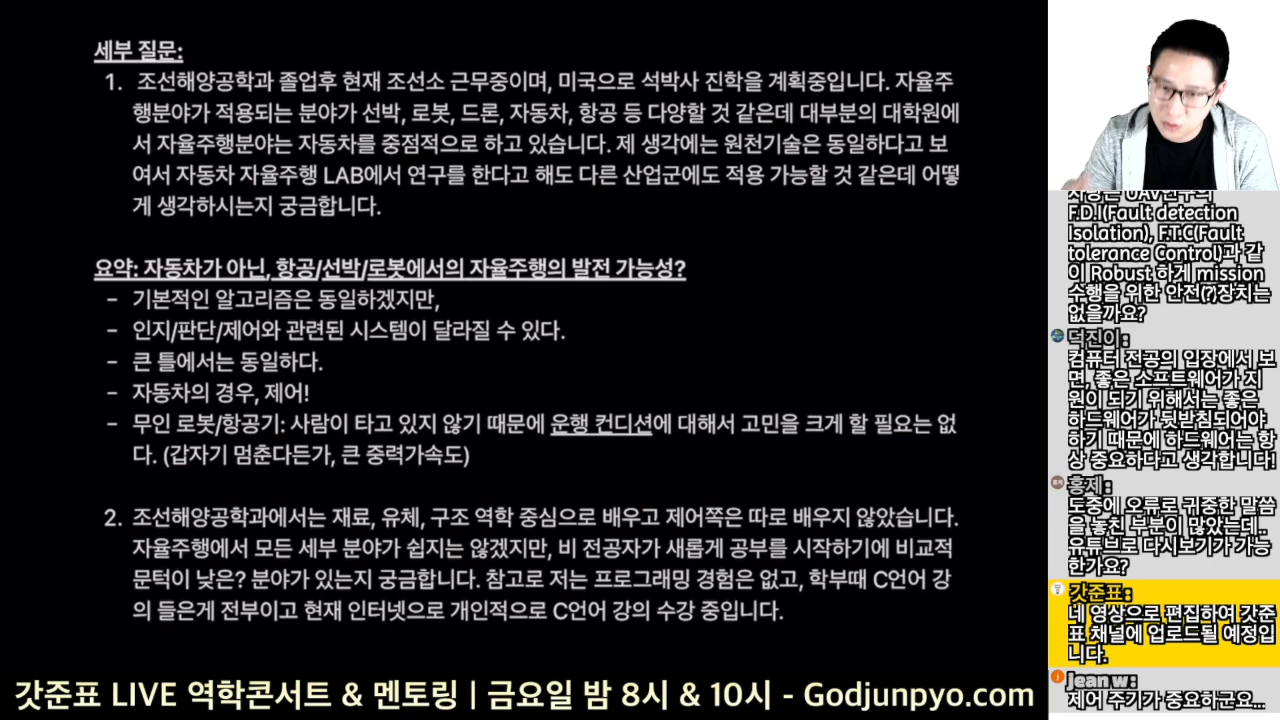 세부 질문:
1. 조선해양공학과 졸업후 현재 조선소 근무중이며, 미국으로 석박사 진학을 계획중입니다. 자율주
행분야가 적용되는 분야가 선박, 로봇, 드론, 자동차, 항공 등 다양할 것 같은데 대부분의 대학원에
서 자율주행분야는 자동차를 중점적으로 하고 있습니다. 제 생각에는 원천기술은 동일하다고 보
여서 자동차 자율주행 LAB에서 연구를 한다고 해도 다른 산업군에도 적용 가능할 것 같은데 어떻
게 생각하시는지 궁금합니다.
요약: 자동차가 아닌, 항공/선박/로봇에서의 자율주행의 발전 가능성?
- 기본적인 알고리즘은 동일하겠지만,
- 인지/판단/제어와 관련된 시스템이 달라질 수 있다.
- 큰 틀에서는 동일하다.
- 자동차의 경우, 제어!
- 무인 로봇/항공기: 사람이 타고 있지 않기 때문에 운행 컨디션에 대해서 고민을 크게 할 필요는 없
다. (갑자기 멈춘다든가, 큰 중력가속도)
2. 조선해양공학과에서는 재료, 유체, 구조 역학 중심으로 배우고 제어쪽은 따로 배우지 않았습니다.
자율주행에서 모든 세부 분야가 쉽지는 않겠지만, 비 전공자가 새롭게 공부를 시작하기에 비교적
문턱이 낮은? 분야가 있는지 궁금합니다. 참고로 저는 프로그래밍 경험은 없고, 학부때 C언어 강
의 들은게 전부이고 현재 인터넷으로 개인적으로 C언어 강의 수강 중입니다.
갓준표 LIVE 역학콘서트 & 멘토링 | 금요일 밤 8시 & 10시 - Godjunpyo.com
UAV연구의
F.D.I(Fault detection
Isolation), F.T.C(Fault
tolerance Control)과 같
이 Robust 하게 mission
수행을 위한 안전(?)장치는
없을까요?
덕진이:
컴퓨터 전공의 입장에서 보
면, 좋은 소프트웨어가 지
원이 되기 위해서는 좋은
하드웨어가 뒷받침되어야
하기 때문에 하드웨어는 항
상 중요하다고 생각합니다!
홍제:
도중에 오류로 귀중한 말씀
을 놓친 부분이 많았는데..
유튜브로 다시보기가 가능
한가요?
갓준표:
네 영상으로 편집하여 갓준
표 채널에 업로드될 예정입
니다.
jean w:
제어 주기가 중요하군요...